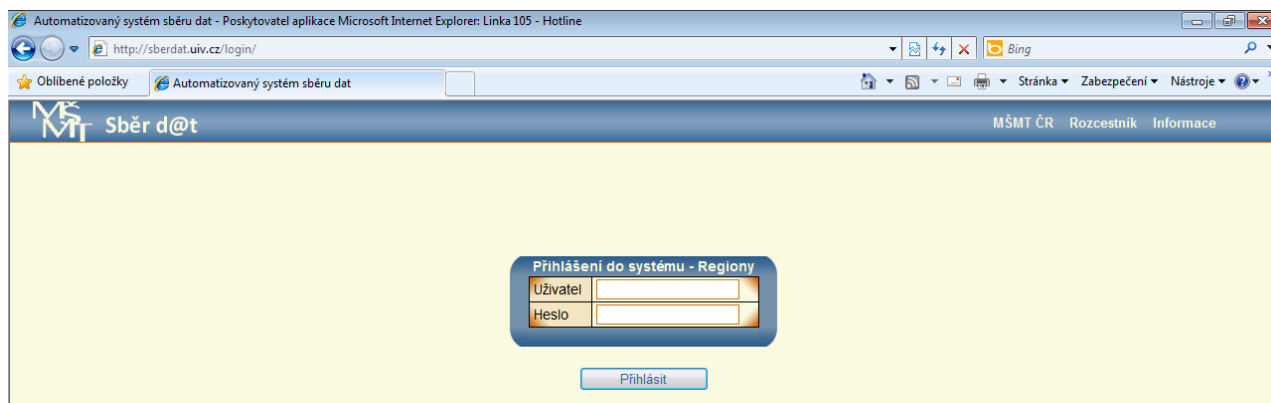 Automatizovaný systém sběru dat - Poskytovatel aplikace Microsoft Internet Explorer: Linka 105 - Hotline
http://sberdat.uiv.cz/login/
Bing
Oblíbené položky
Automatizovaný systém sběru dat
Stránka
Zabezpečení
Nástroje
MŠMT
Sběr d@t
MŠMT ČR
Rozcestník
Informace
Přihlášení do systému - Regiony
Uživatel
Heslo
Přihlásit